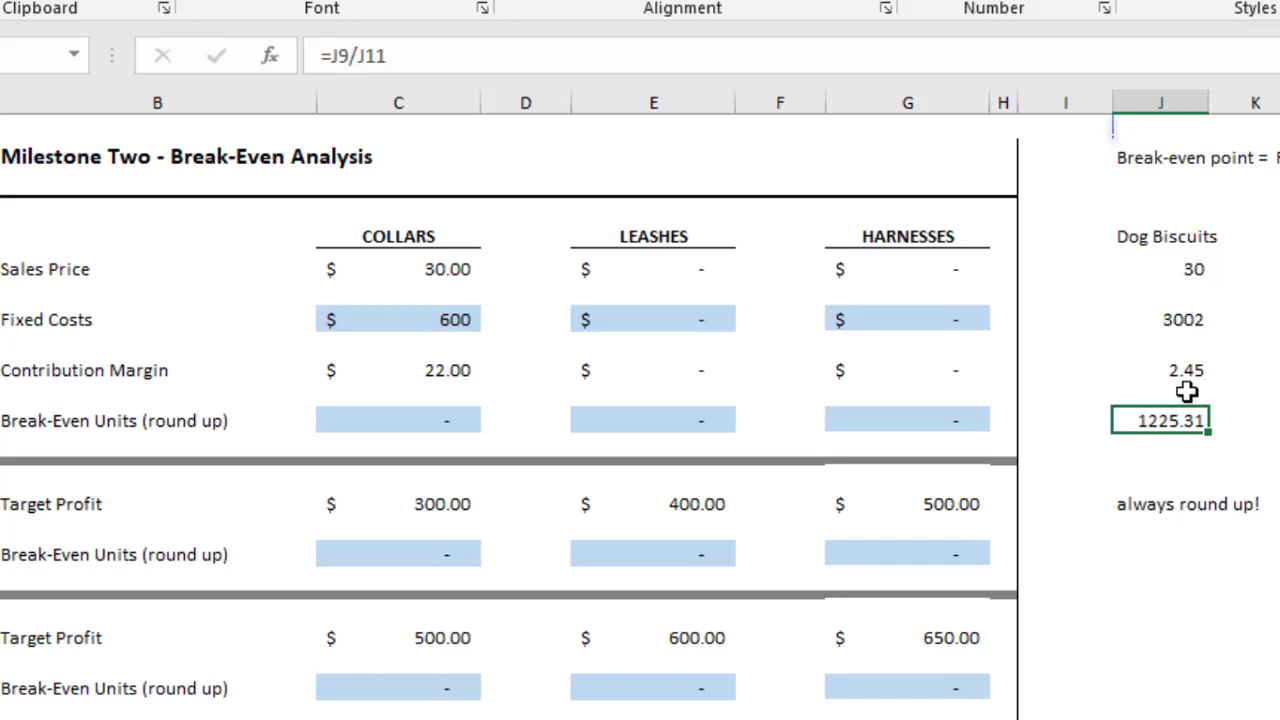 Clipboard Font Alignment Number Styles
fx =J9/J11
B C D E F G H I J K
Milestone Two - Break-Even Analysis Break-even point =
COLLARS LEASHES HARNESSES Dog Biscuits
Sales Price $ 30.00 $ - $ - 30
Fixed Costs $ 600 $ - $ - 3002
Contribution Margin $ 22.00 $ - $ - 2.45
Break-Even Units (round up) - - - 1225.31
Target Profit $ 300.00 $ 400.00 $ 500.00 always round up!
Break-Even Units (round up) - - -
Target Profit $ 500.00 $ 600.00 $ 650.00
Break-Even Units (round up) - - -